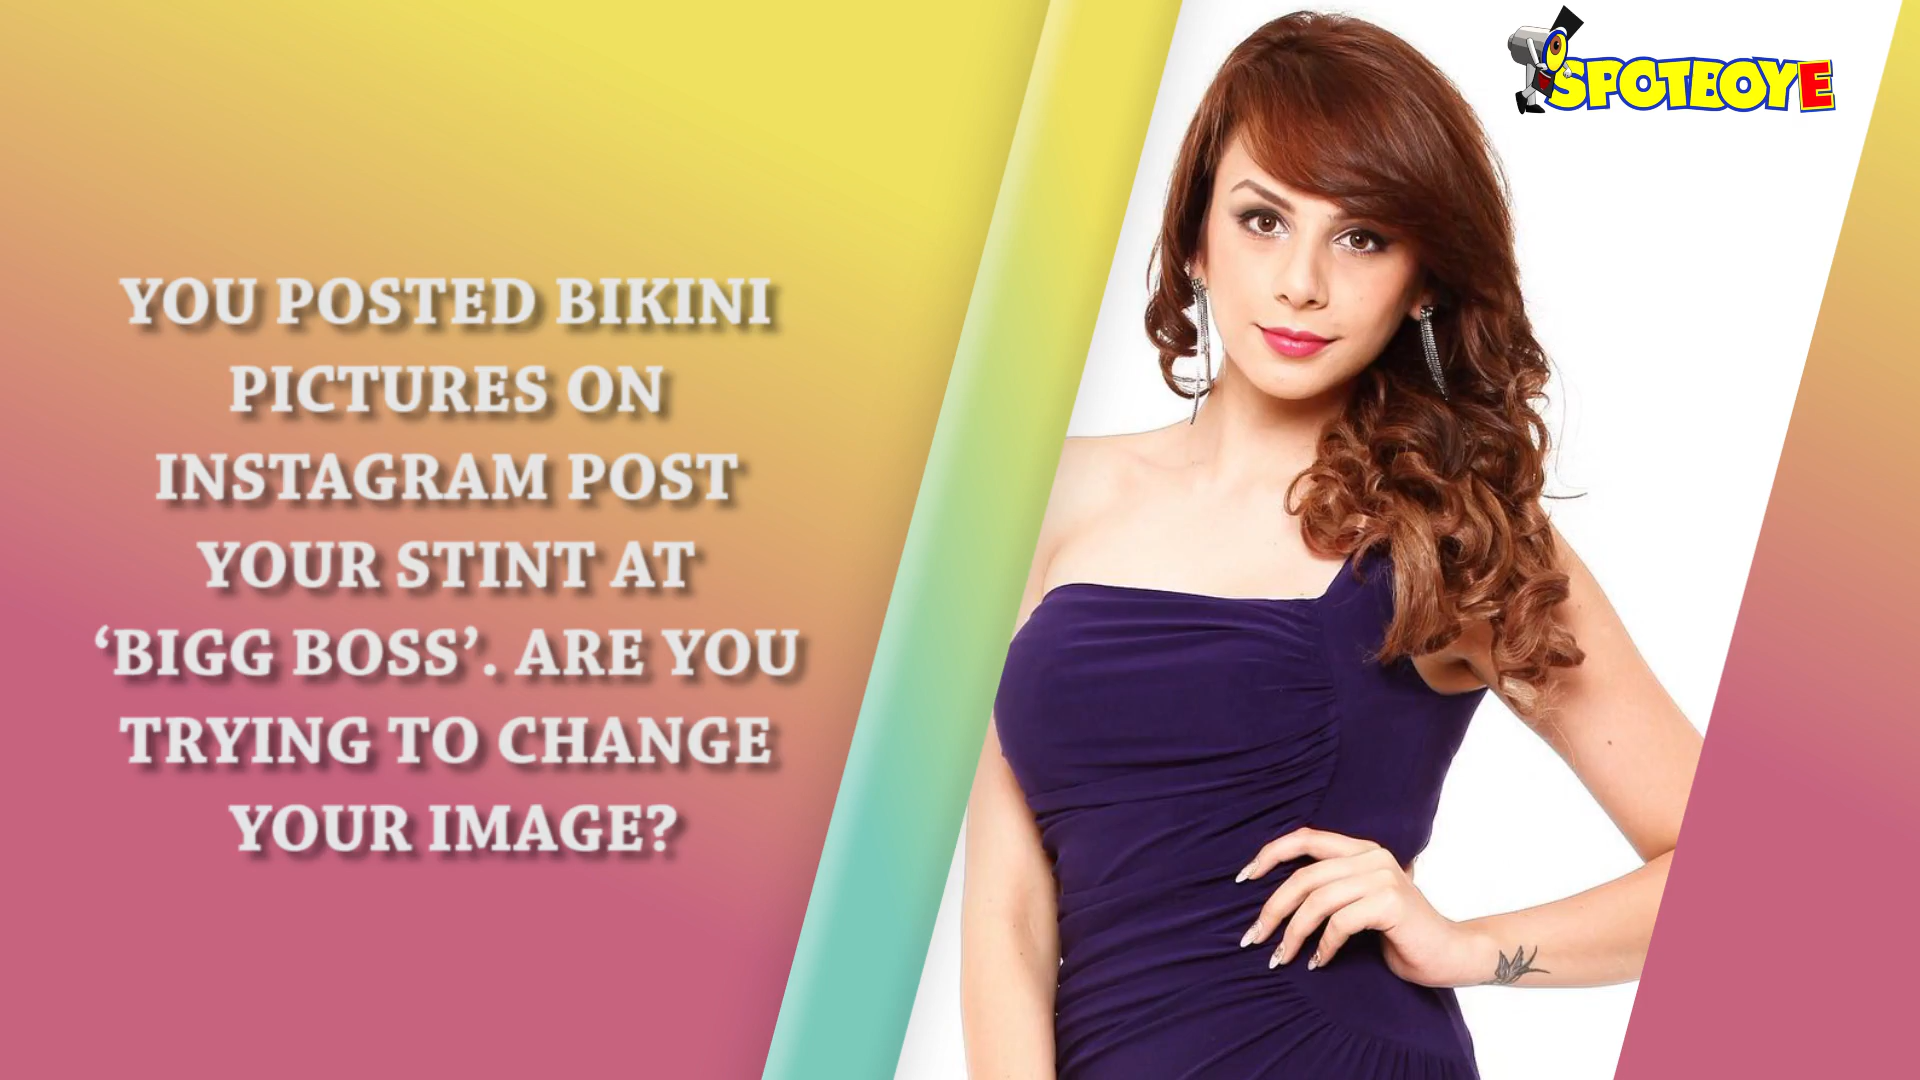 SPOTBOYE
YOU POSTED BIKINI
PICTURES ON
INSTAGRAM POST
YOUR STINT AT
‘BIGG BOSS’. ARE YOU
TRYING TO CHANGE
YOUR IMAGE?